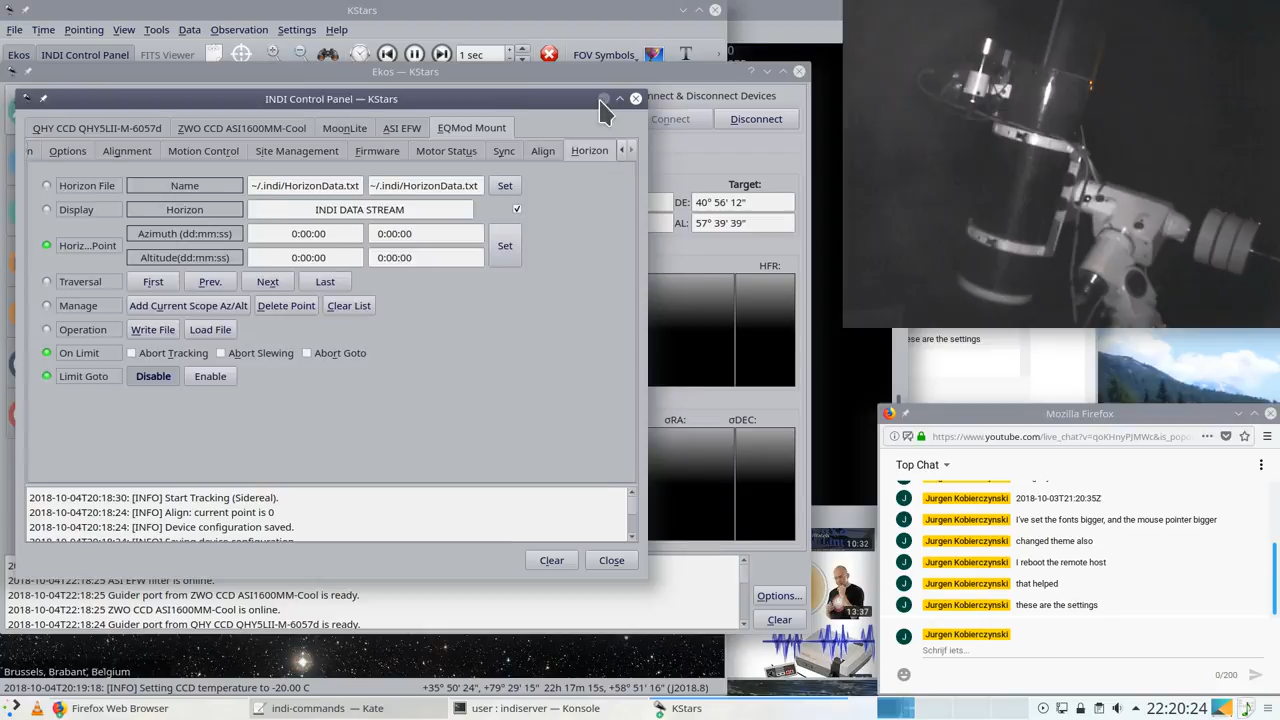 KStars
File Time Pointing View Tools Data Observation Settings Help
Ekos INDI Control Panel FITS Viewer 1 sec FOV Symbols T
Ekos — KStars
INDI Control Panel — KStars
nnect & Disconnect Devices
QHY CCD QHY5LII-M-6057d ZWO CCD ASI1600MM-Cool MoonLite ASI EFW EQMod Mount
Connect Disconnect
n Options Alignment Motion Control Site Management Firmware Motor Status Sync Align Horizon
Horizon File Name ~/.indi/HorizonData.txt ~/.indi/HorizonData.txt Set
Target:
DE: 40° 56' 12"
Display Horizon INDI DATA STREAM
AL: 57° 39' 39"
Horiz...Point Azimuth (dd:mm:ss) 0:00:00 0:00:00 Set
Altitude(dd:mm:ss) 0:00:00 0:00:00
HFR:
Traversal First Prev. Next Last
Manage Add Current Scope Az/Alt Delete Point Clear List
Operation Write File Load File
On Limit Abort Tracking Abort Slewing Abort Goto
Limit Goto Disable Enable
σRA: σDEC:
2018-10-04T20:18:30: [INFO] Start Tracking (Sidereal).
2018-10-04T20:18:24: [INFO] Align: current point is 0
2018-10-04T20:18:24: [INFO] Device configuration saved.
Clear Close
2018-10-04T22:18:25 ASI EFW filter is online.
2018-10-04T22:18:25 Guider port from ZWO CCD ASI1600MM-Cool is ready.
2018-10-04T22:18:25 ZWO CCD ASI1600MM-Cool is online.
2018-10-04T22:18:24 Guider port from QHY CCD QHY5LII-M-6057d is ready.
Options...
Clear
Brussels, Brabant, Belgium
2018-10-04T20:19:18: [INFO] Setting CCD temperature to -20.00 C +35° 50' 24", +79° 29' 15" 22h 17m 15s, +58° 51' 16" (J2018.8)
10:32
13:37
ese are the settings
Mozilla Firefox
https://www.youtube.com/live_chat?v=qoKHnyPJMWc&is_popo
Top Chat
J Jurgen Kobierczynski 2018-10-03T21:20:35Z
J Jurgen Kobierczynski I've set the fonts bigger, and the mouse pointer bigger
J Jurgen Kobierczynski changed theme also
J Jurgen Kobierczynski I reboot the remote host
J Jurgen Kobierczynski that helped
J Jurgen Kobierczynski these are the settings
J Jurgen Kobierczynski
Schrijf iets...
0/200
Firefox Web Browser indi-commands — Kate user : indiserver — Konsole KStars 22:20:24